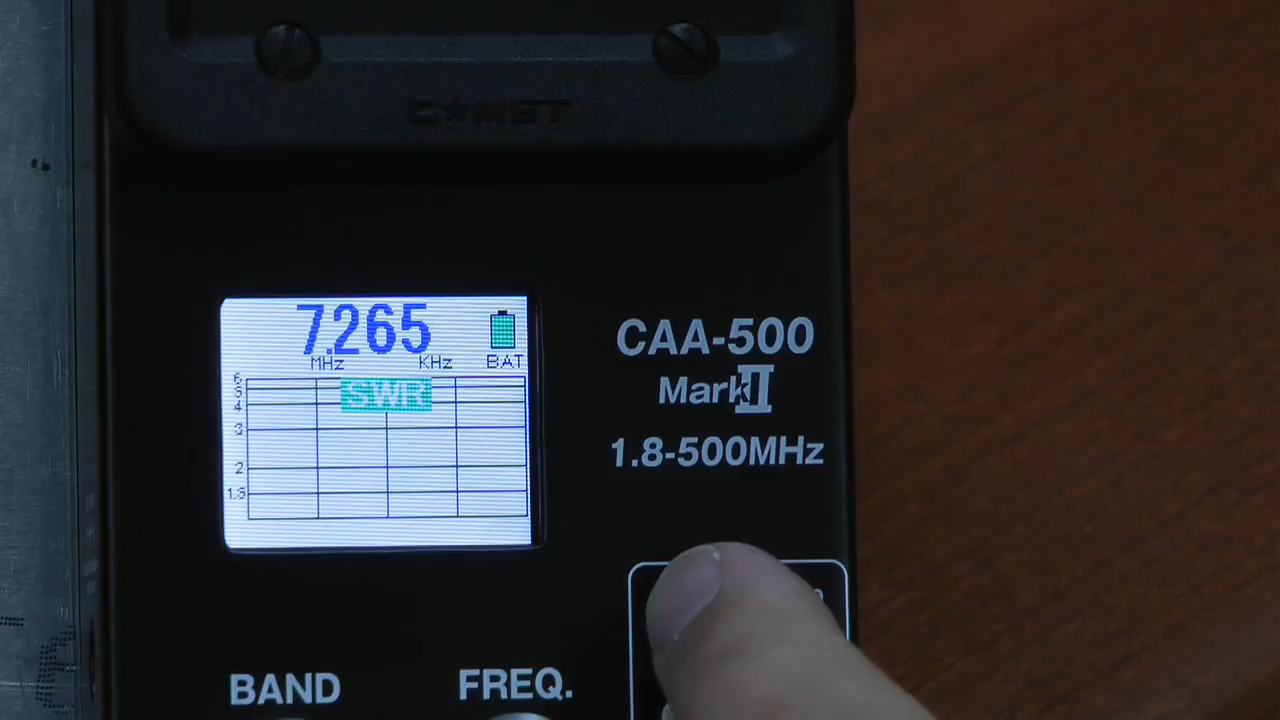 COMET
7.265
MHz KHz BAT
6
5
4
SWR
3
2
1.5
CAA-500
MarkII
1.8-500MHz
BAND FREQ.